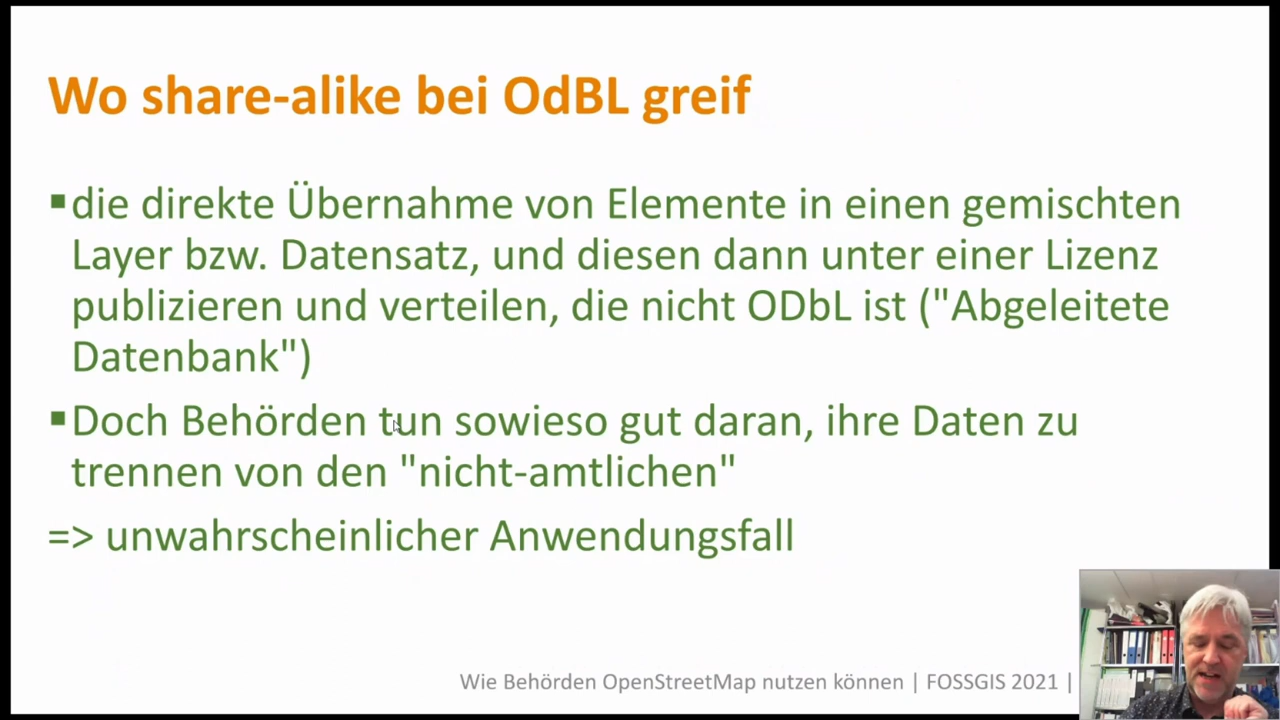 Wo share-alike bei OdBL greif
▪die direkte Übernahme von Elemente in einen gemischten
Layer bzw. Datensatz, und diesen dann unter einer Lizenz
publizieren und verteilen, die nicht ODbL ist ("Abgeleitete
Datenbank")
▪Doch Behörden tun sowieso gut daran, ihre Daten zu
trennen von den "nicht-amtlichen"
=> unwahrscheinlicher Anwendungsfall
Wie Behörden OpenStreetMap nutzen können | FOSSGIS 2021 |